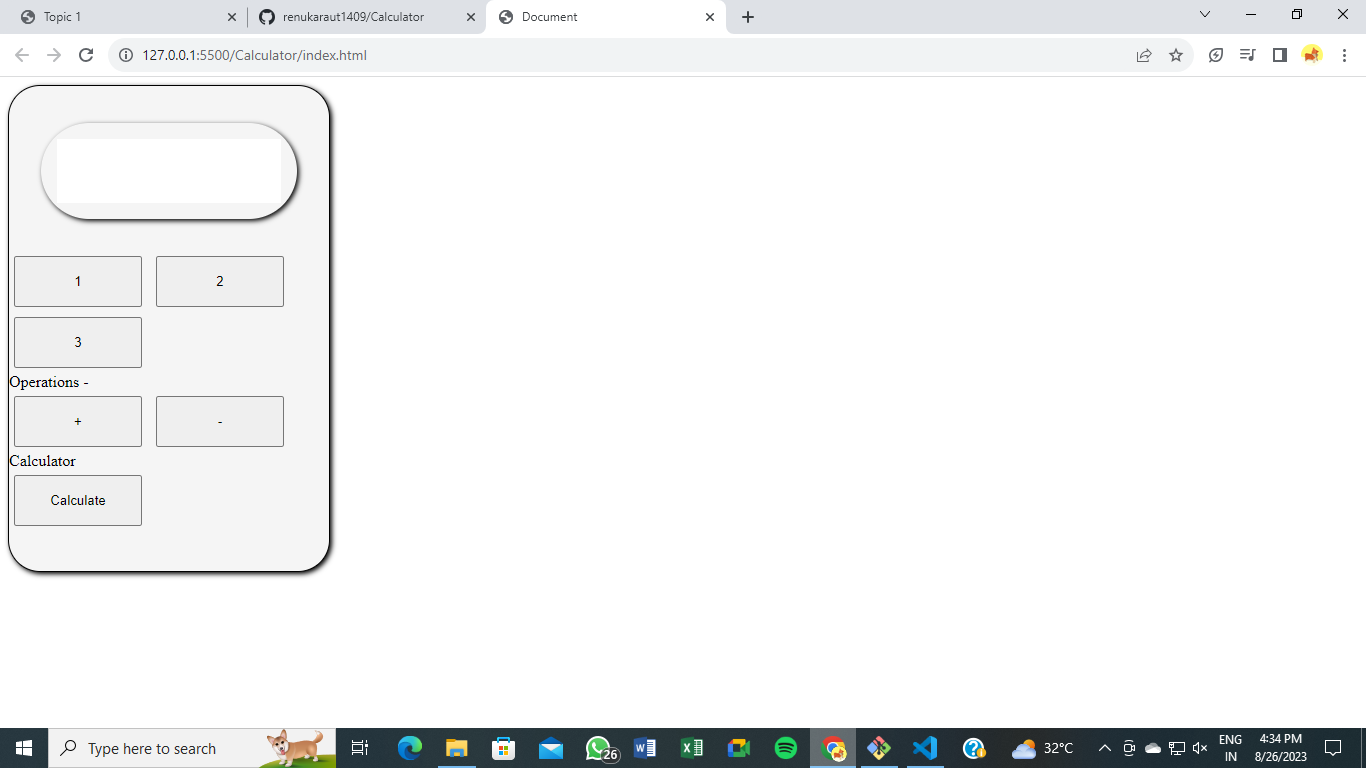 Topic 1
renukaraut1409/Calculator
Document
127.0.0.1:5500/Calculator/index.html
1
2
3
Operations -
+
-
Calculator
Calculate
Type here to search
26
32°C
ENG
IN
4:34 PM
8/26/2023